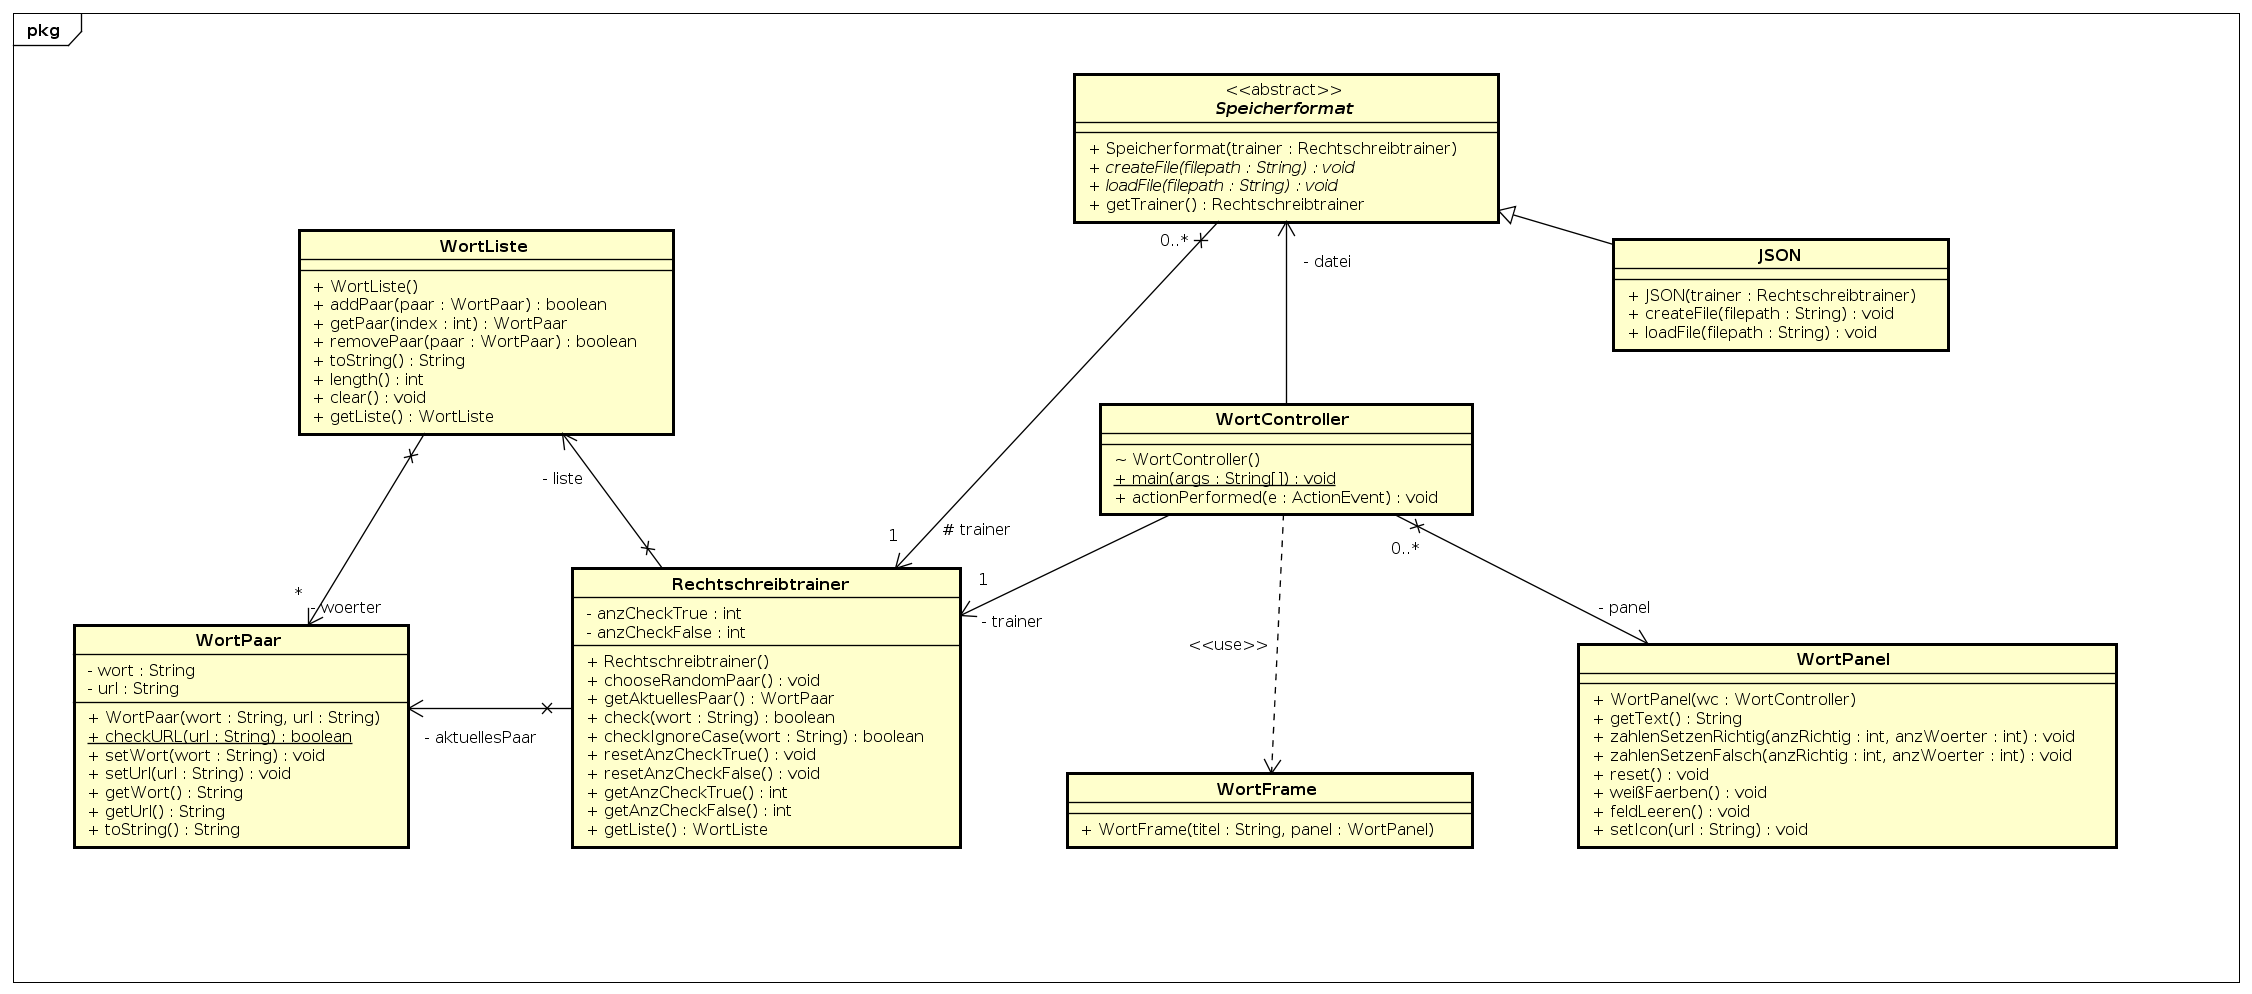 pkg
<<abstract>>
Speicherformat
+ Speicherformat(trainer : Rechtschreibtrainer)
+ createFile(filepath : String) : void
+ loadFile(filepath : String) : void
+ getTrainer() : Rechtschreibtrainer
WortListe
+ WortListe()
+ addPaar(paar : WortPaar) : boolean
+ getPaar(index : int) : WortPaar
+ removePaar(paar : WortPaar) : boolean
+ toString() : String
+ length() : int
+ clear() : void
+ getListe() : WortListe
0..*
- datei
JSON
+ JSON(trainer : Rechtschreibtrainer)
+ createFile(filepath : String) : void
+ loadFile(filepath : String) : void
WortController
~ WortController()
+ main(args : String[]) : void
+ actionPerformed(e : ActionEvent) : void
- liste
1
# trainer
0..*
1
- trainer
- panel
*
- woerter
<<use>>
WortPaar
- wort : String
- url : String
+ WortPaar(wort : String, url : String)
+ checkURL(url : String) : boolean
+ setWort(wort : String) : void
+ setUrl(url : String) : void
+ getWort() : String
+ getUrl() : String
+ toString() : String
- aktuellesPaar
Rechtschreibtrainer
- anzCheckTrue : int
- anzCheckFalse : int
+ Rechtschreibtrainer()
+ chooseRandomPaar() : void
+ getAktuellesPaar() : WortPaar
+ check(wort : String) : boolean
+ checkIgnoreCase(wort : String) : boolean
+ resetAnzCheckTrue() : void
+ resetAnzCheckFalse() : void
+ getAnzCheckTrue() : int
+ getAnzCheckFalse() : int
+ getListe() : WortListe
WortFrame
+ WortFrame(titel : String, panel : WortPanel)
WortPanel
+ WortPanel(wc : WortController)
+ getText() : String
+ zahlenSetzenRichtig(anzRichtig : int, anzWoerter : int) : void
+ zahlenSetzenFalsch(anzRichtig : int, anzWoerter : int) : void
+ reset() : void
+ weißFaerben() : void
+ feldLeeren() : void
+ setIcon(url : String) : void